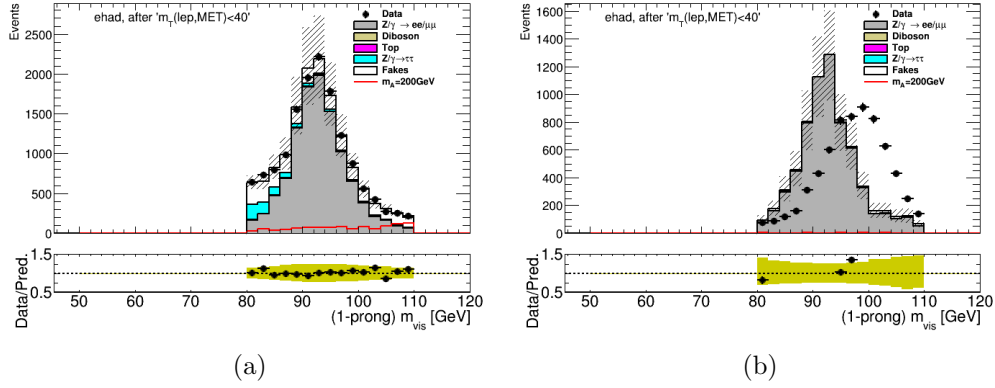 ehad, after 'm_T(lep,MET)<40'
Events
Data
Z/γ → ee/μμ
Diboson
Top
Z/γ→ττ
Fakes
m_A=200GeV
2500
2000
1500
1000
500
0
Data/Pred.
1.5
1.0
0.5
50 60 70 80 90 100 110 120
(1-prong) m_vis [GeV]
(a)
ehad, after 'm_T(lep,MET)<40'
Events
Data
Z/γ → ee/μμ
Diboson
Top
Z/γ→ττ
Fakes
m_A=200GeV
1600
1400
1200
1000
800
600
400
200
0
Data/Pred.
1.5
1.0
0.5
50 60 70 80 90 100 110 120
(1-prong) m_vis [GeV]
(b)